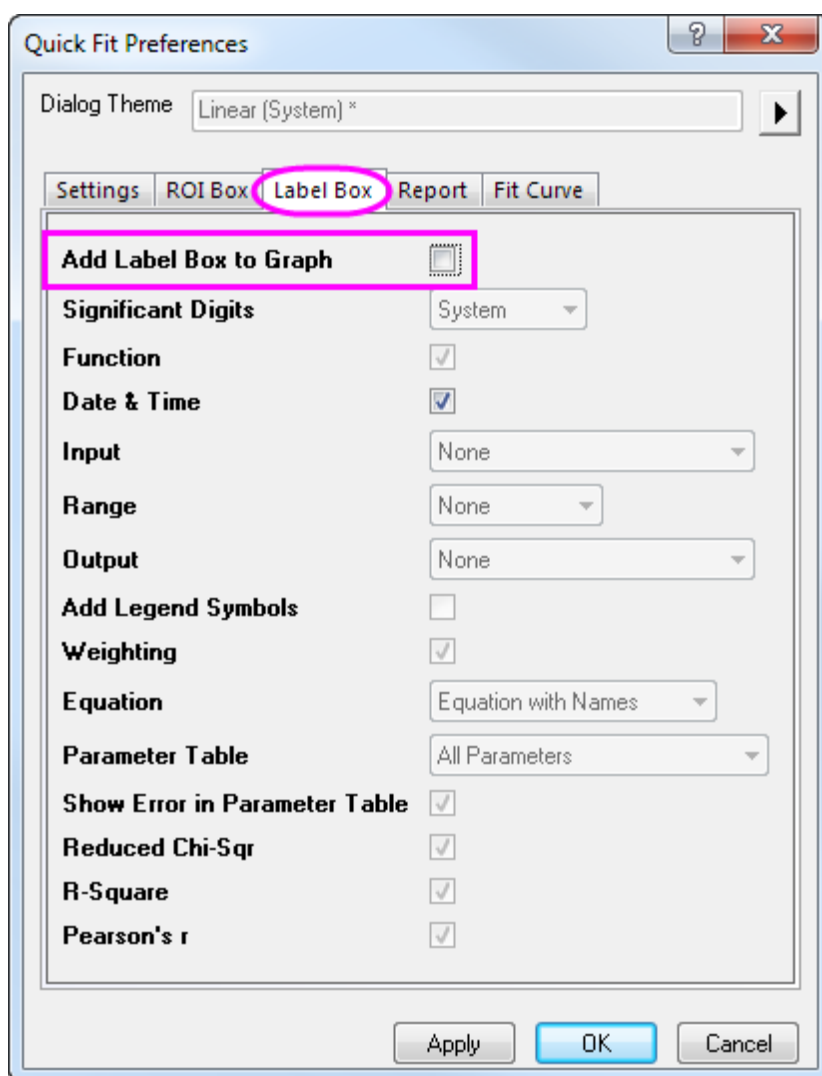 Quick Fit Preferences
Dialog Theme Linear (System) *
Settings ROI Box Label Box Report Fit Curve
Add Label Box to Graph
Significant Digits System
Function
Date & Time
Input None
Range None
Output None
Add Legend Symbols
Weighting
Equation Equation with Names
Parameter Table All Parameters
Show Error in Parameter Table
Reduced Chi-Sqr
R-Square
Pearson's r
Apply OK Cancel